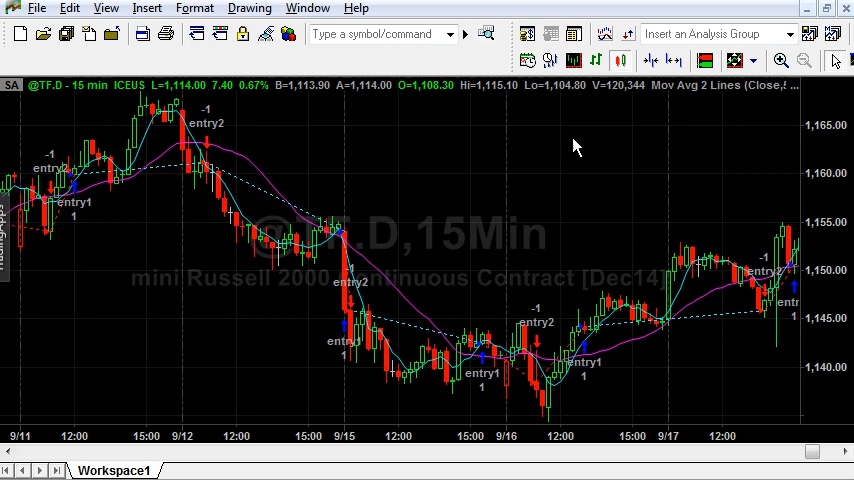 File Edit View Insert Format Drawing Window Help
Type a symbol/command
Insert an Analysis Group
SA @TF.D - 15 min ICEUS L=1,114.00 7.40 0.67% B=1,113.90 A=1,114.00 O=1,108.30 Hi=1,115.10 Lo=1,104.80 V=120,344 Mov Avg 2 Lines (Close,9 ...
@TF.D,15Min
mini Russell 2000 Continuous Contract [Dec14]
TradingApps
-1
entry2
entry1
1
-1
entry2
-1
entry2
entry1
1
entry1
1
-1
entry2
entry1
1
-1
entry2
entr
1
1,165.00
1,160.00
1,155.00
1,150.00
1,145.00
1,140.00
9/11 12:00 15:00 9/12 12:00 15:00 9/15 12:00 15:00 9/16 12:00 15:00 9/17 12:00
Workspace1